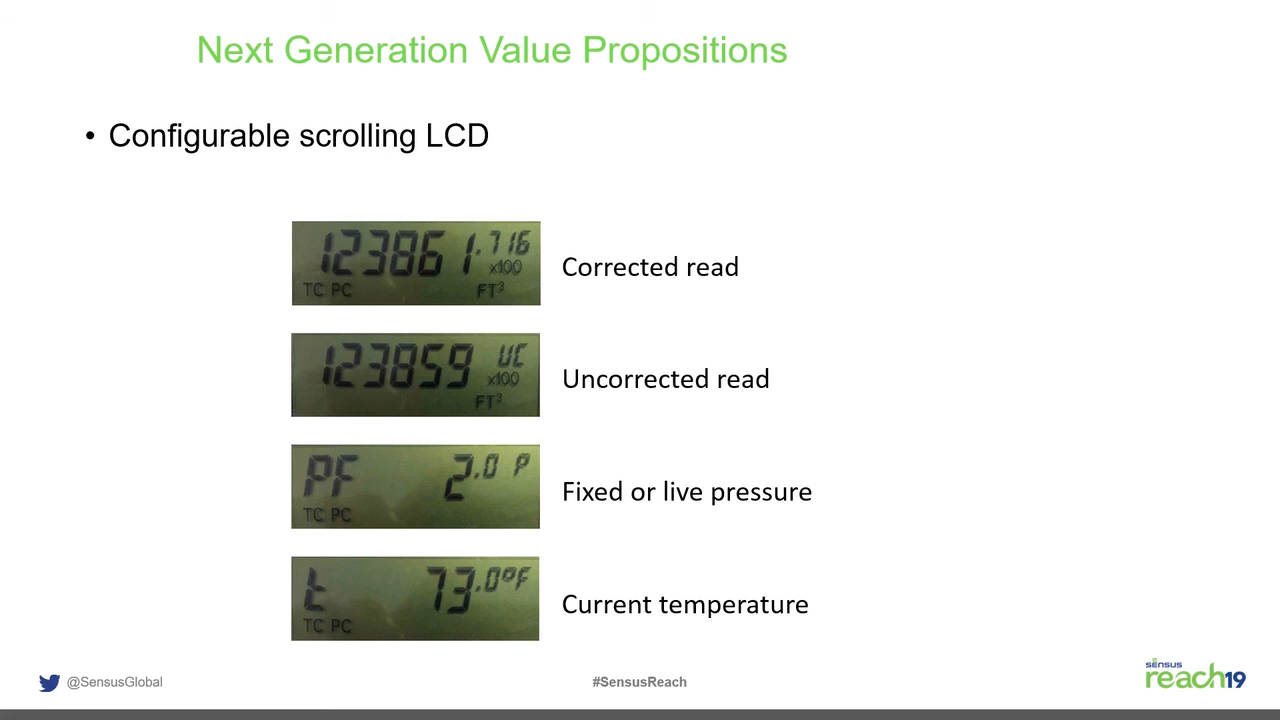 Next Generation Value Propositions
• Configurable scrolling LCD
123861.716
x100
TC PC FT³
Corrected read
123859 UC
x100
FT³
Uncorrected read
PF 2.0 P
TC PC
Fixed or live pressure
t 73.0°F
TC PC
Current temperature
@SensusGlobal
#SensusReach
sensus
reach19